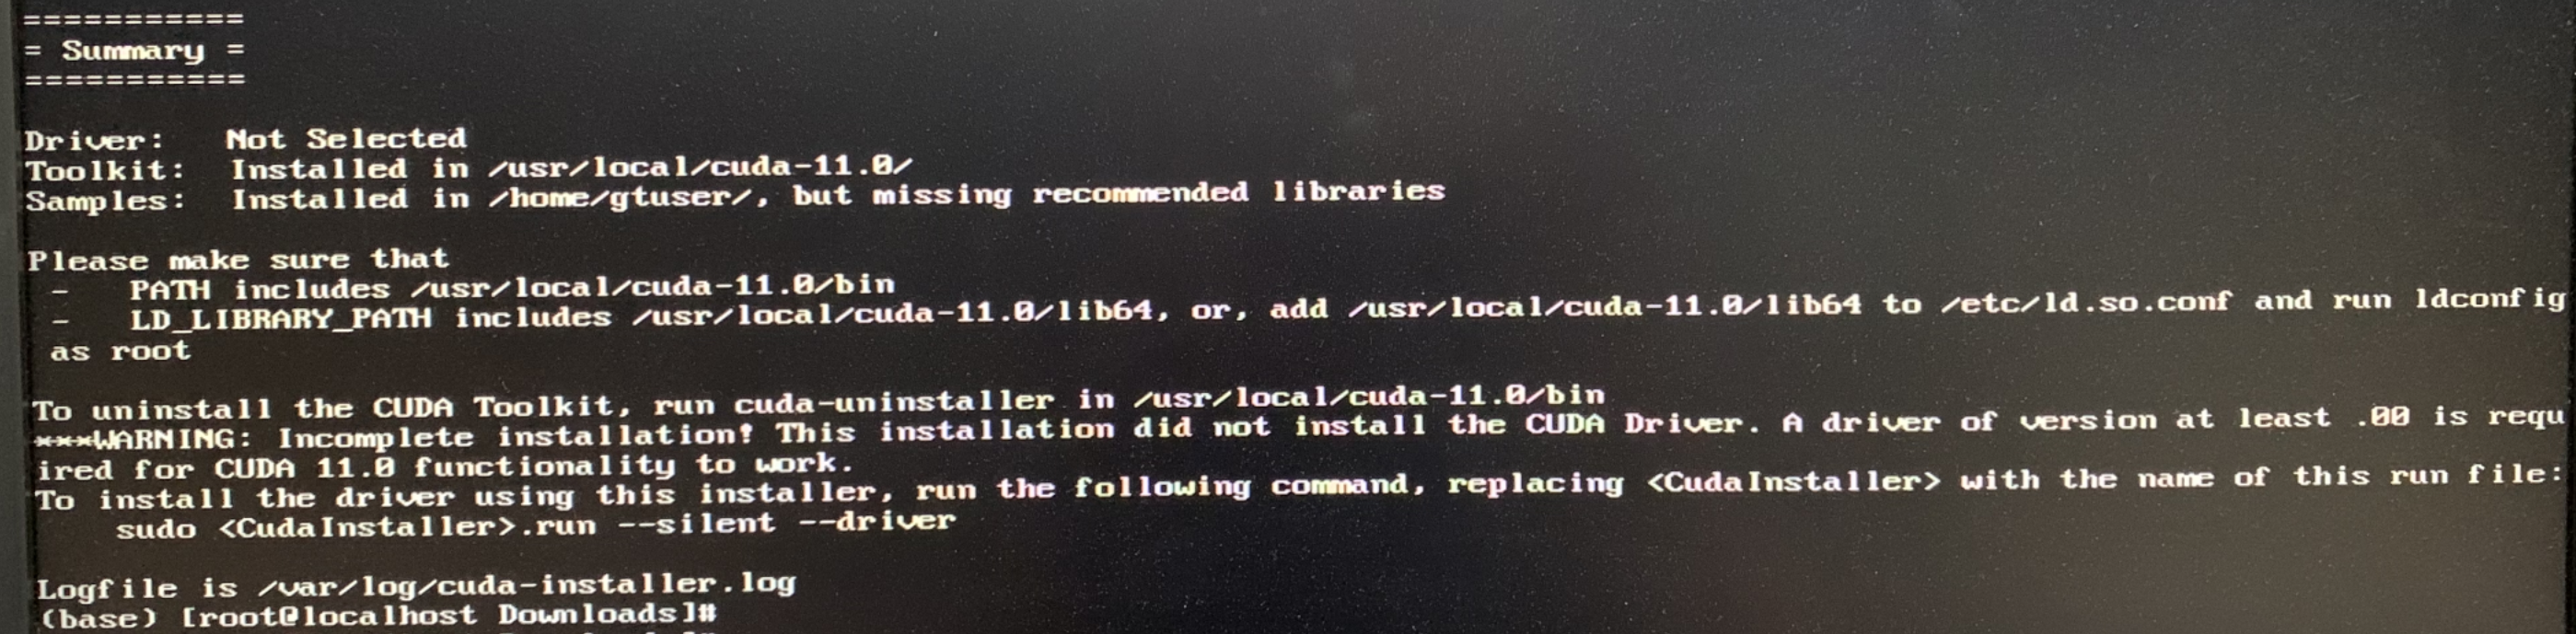 ===========
= Summary =
===========
Driver:   Not Selected
Toolkit:  Installed in /usr/local/cuda-11.0/
Samples:  Installed in /home/gtuser/, but missing recommended libraries
Please make sure that
 -   PATH includes /usr/local/cuda-11.0/bin
 -   LD_LIBRARY_PATH includes /usr/local/cuda-11.0/lib64, or, add /usr/local/cuda-11.0/lib64 to /etc/ld.so.conf and run ldconfig
 as root
To uninstall the CUDA Toolkit, run cuda-uninstaller in /usr/local/cuda-11.0/bin
***WARNING: Incomplete installation! This installation did not install the CUDA Driver. A driver of version at least .00 is requ
ired for CUDA 11.0 functionality to work.
To install the driver using this installer, run the following command, replacing <CudaInstaller> with the name of this run file:
    sudo <CudaInstaller>.run --silent --driver
Logfile is /var/log/cuda-installer.log
(base) [root@localhost Downloads]#